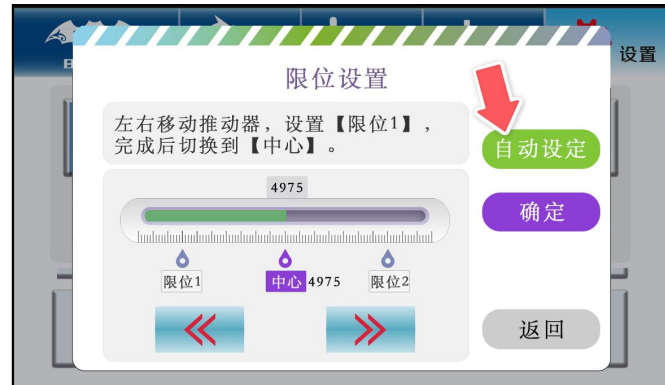 设置
限位设置
左右移动推动器，设置【限位1】，
完成后切换到【中心】。
自动设定
4975
确定
限位1
中心 4975
限位2
返回